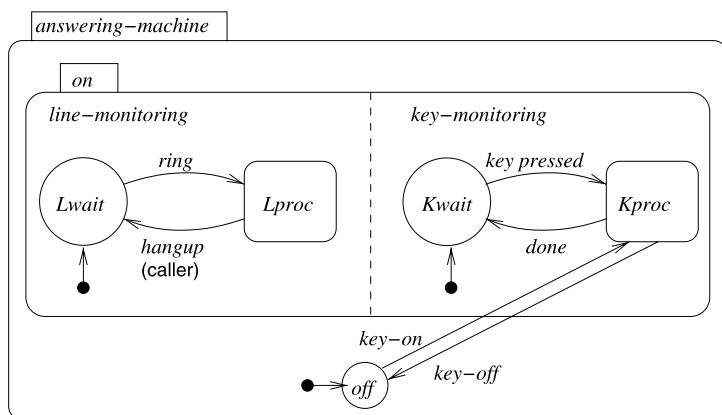 answering-machine
on
line-monitoring
key-monitoring
ring
key pressed
Lwait
Lproc
Kwait
Kproc
hangup
(caller)
done
key-on
key-off
off